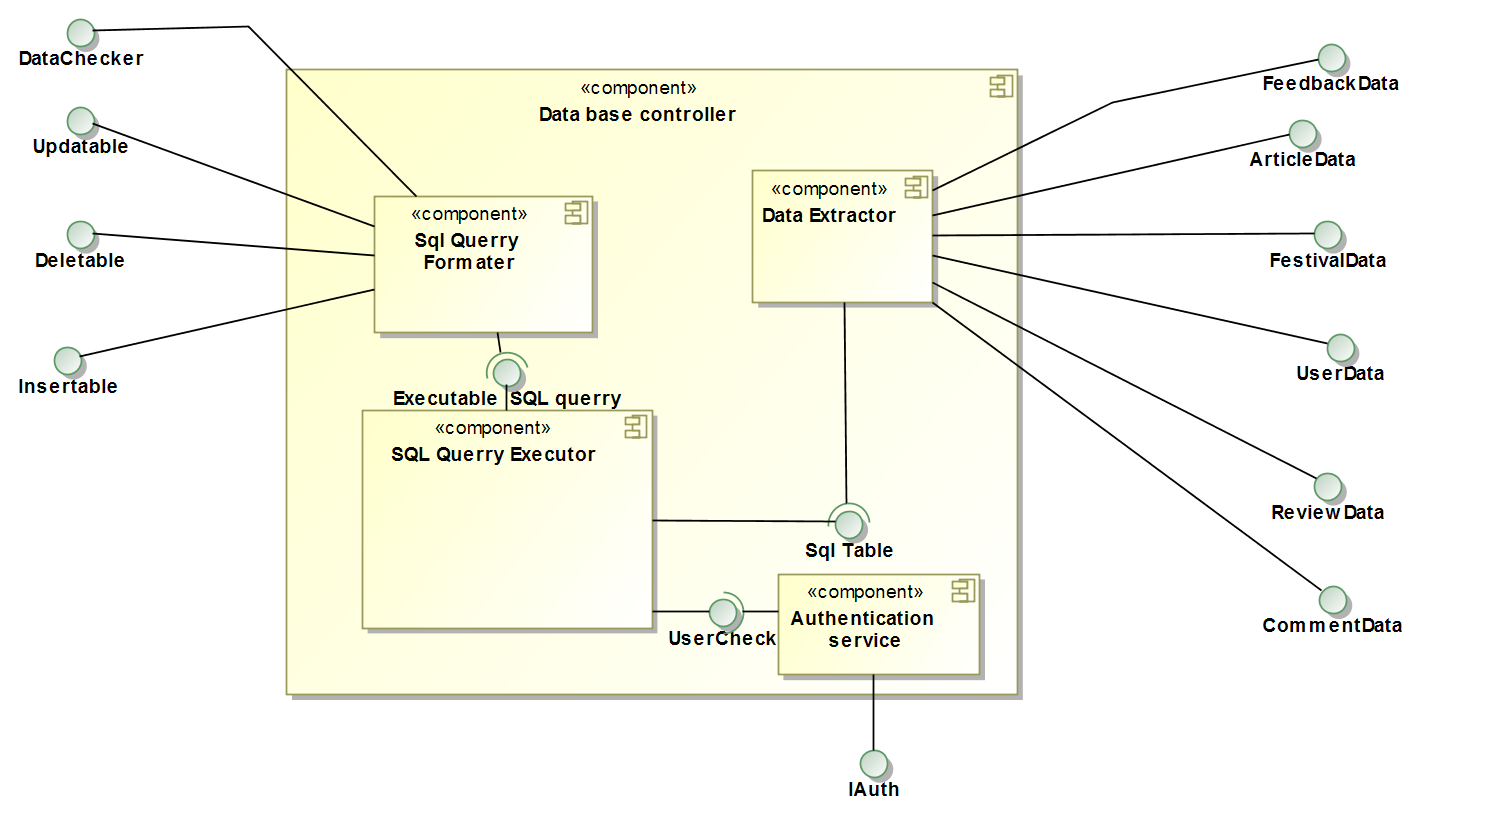 DataChecker
Updatable
Deletable
Insertable
«component»
Data base controller
«component»
Sql Querry
Formater
Executable SQL querry
«component»
SQL Querry Executor
«component»
Data Extractor
Sql Table
UserCheck
«component»
Authentication
service
IAuth
FeedbackData
ArticleData
FestivalData
UserData
ReviewData
CommentData